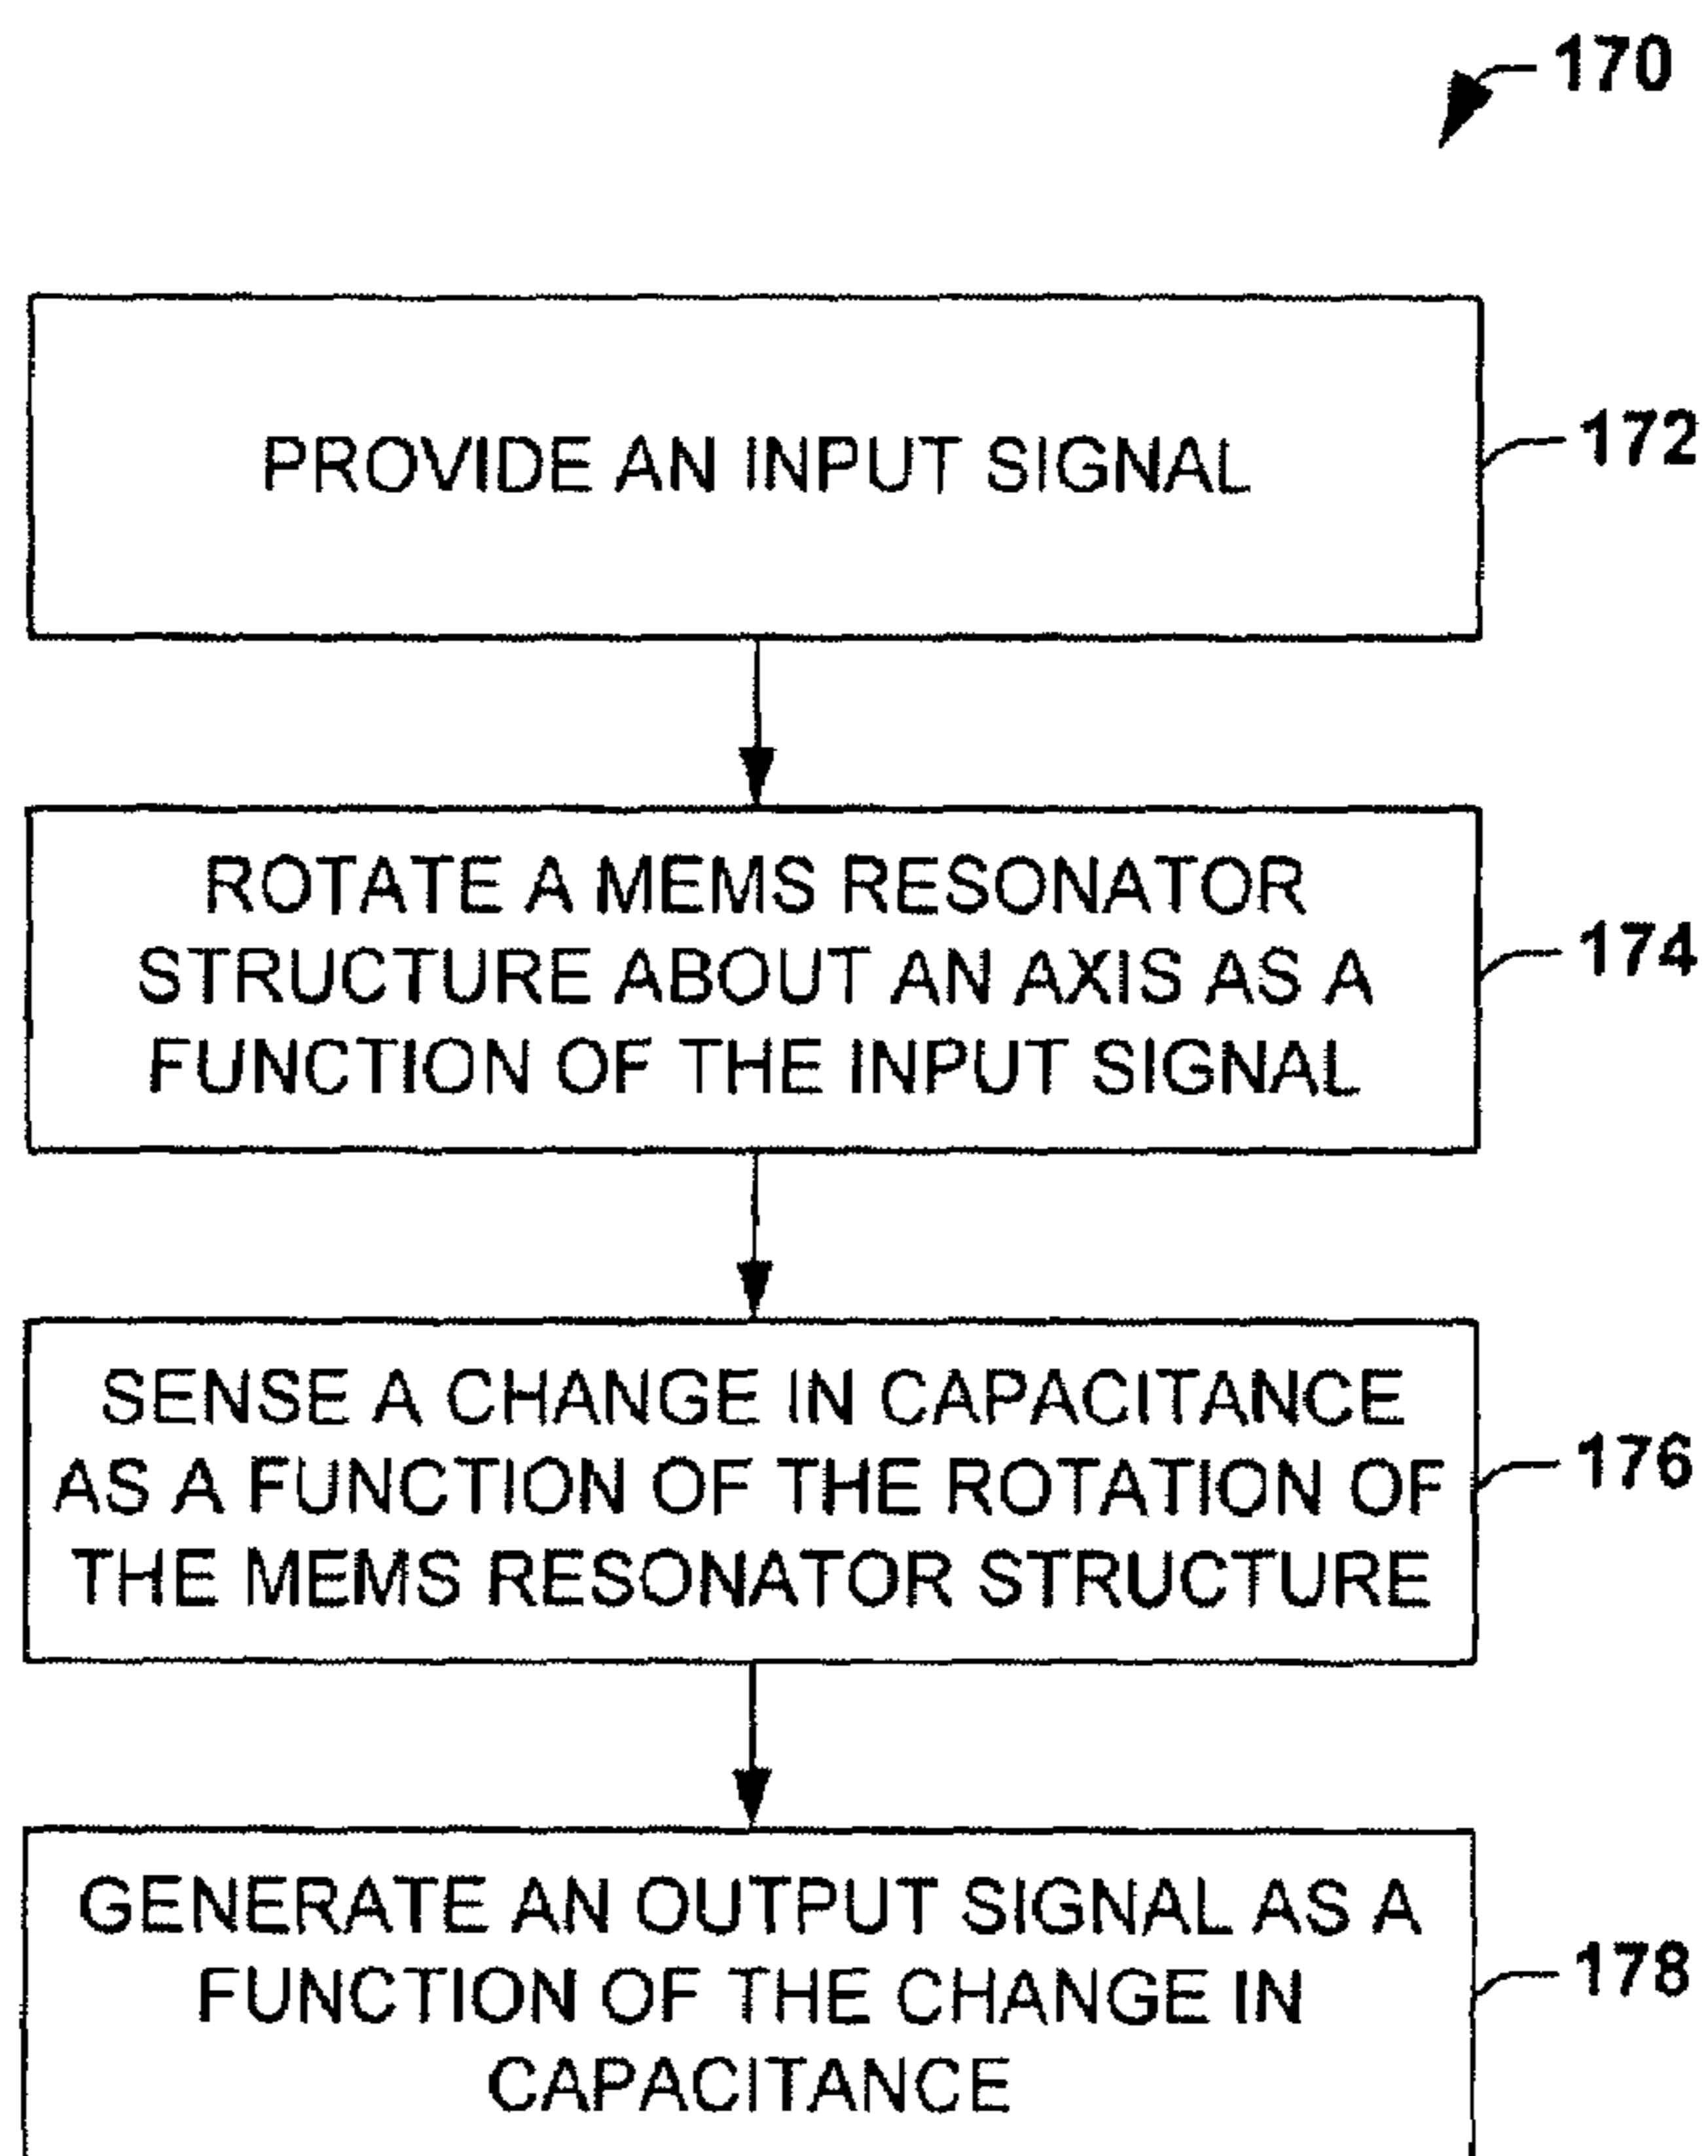 170
PROVIDE AN INPUT SIGNAL
172
ROTATE A MEMS RESONATOR
STRUCTURE ABOUT AN AXIS AS A
FUNCTION OF THE INPUT SIGNAL
174
SENSE A CHANGE IN CAPACITANCE
AS A FUNCTION OF THE ROTATION OF
THE MEMS RESONATOR STRUCTURE
176
GENERATE AN OUTPUT SIGNAL AS A
FUNCTION OF THE CHANGE IN
CAPACITANCE
178